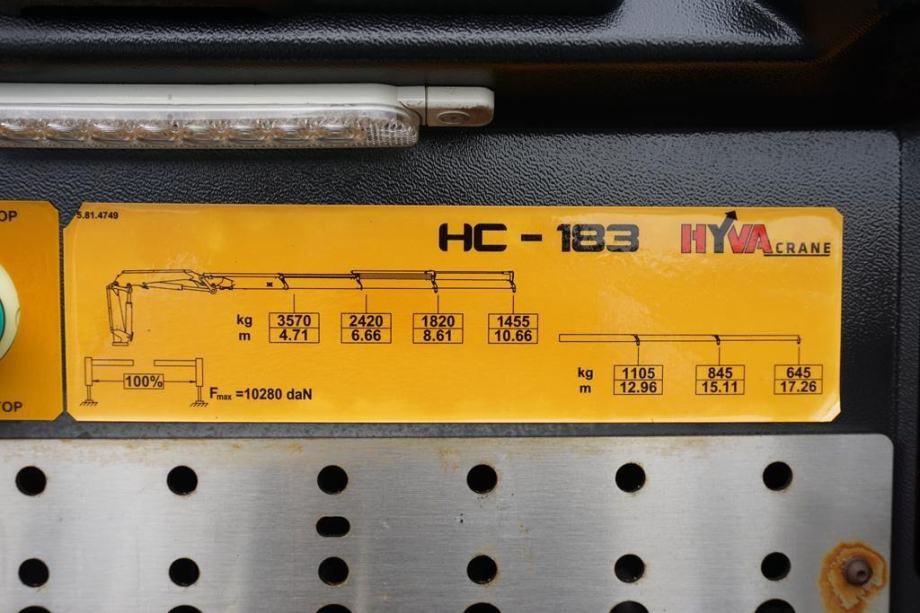 OP
5.81.4749
HC - 183
HYVA CRANE
kg 3570 2420 1820 1455
m 4.71 6.66 8.61 10.66
kg 1105 845 645
m 12.96 15.11 17.26
100%
Fmax =10280 daN
TOP